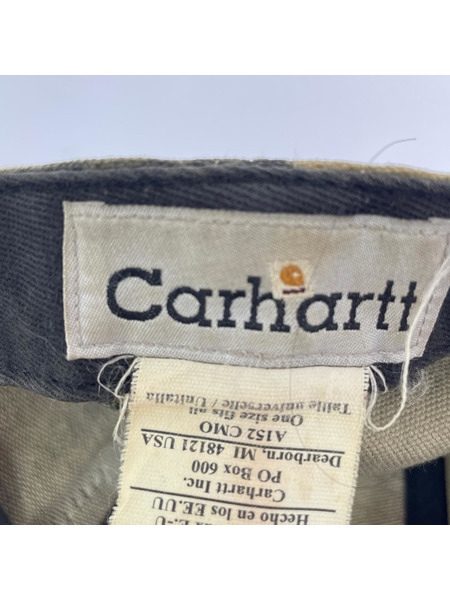 Carhartt
E.-U
Hecho en los EE.UU
Carhartt Inc.
PO Box 600
Dearborn, MI 48121 USA
A152 CMO
One size fits all
Taille universelle / Unitalla